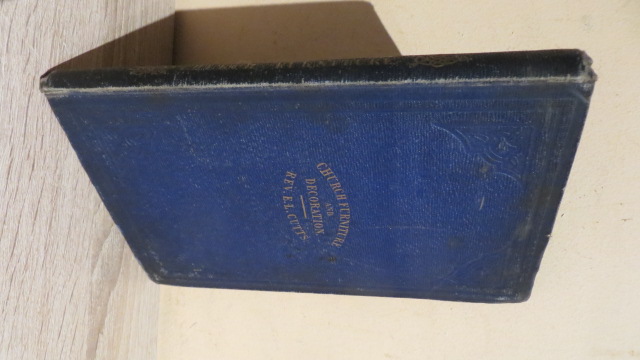 CHURCH FURNITURE
AND
DECORATION.
REV. E. L. CUTTS.